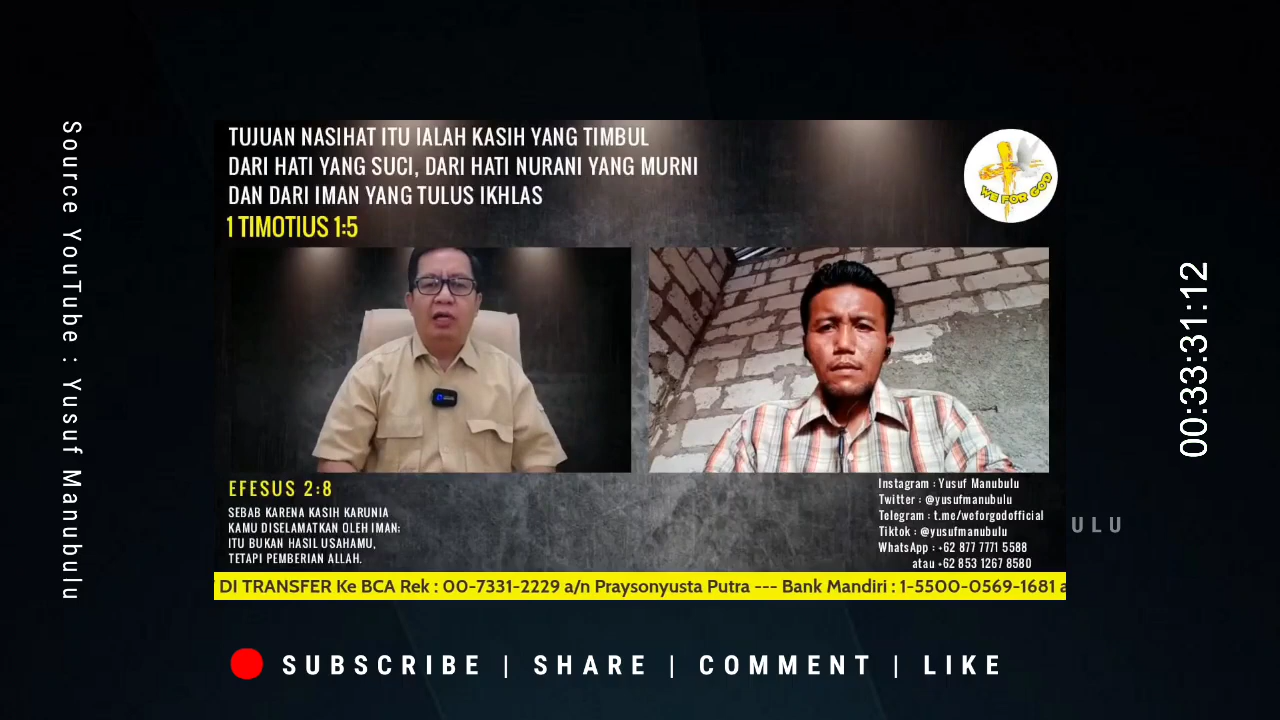 Source YouTube : Yusuf Manubulu
TUJUAN NASIHAT ITU IALAH KASIH YANG TIMBUL
DARI HATI YANG SUCI, DARI HATI NURANI YANG MURNI
DAN DARI IMAN YANG TULUS IKHLAS
1 TIMOTIUS 1:5
WE FOR GOD
EFESUS 2:8
SEBAB KARENA KASIH KARUNIA
KAMU DISELAMATKAN OLEH IMAN;
ITU BUKAN HASIL USAHAMU,
TETAPI PEMBERIAN ALLAH.
Instagram : Yusuf Manubulu
Twitter : @yusufmanubulu
Telegram : t.me/weforgodofficial
Tiktok : @yusufmanubulu
WhatsApp : +62 877 7771 5588
atau +62 853 1267 8580
ULU
DI TRANSFER Ke BCA Rek : 00-7331-2229 a/n Praysonyusta Putra --- Bank Mandiri : 1-5500-0569-1681 a
00:33:31:12
SUBSCRIBE | SHARE | COMMENT | LIKE